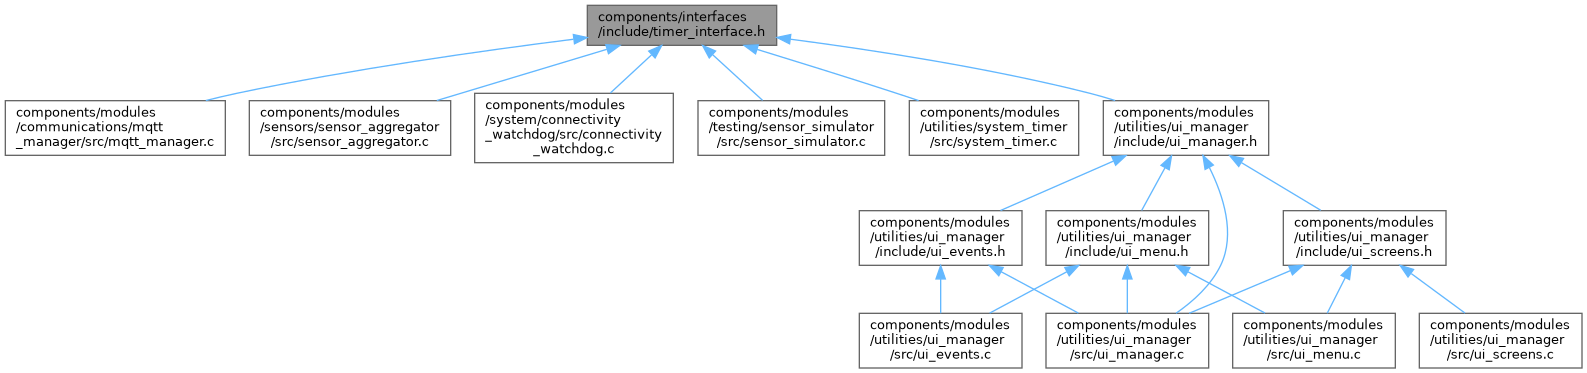 components/interfaces
/include/timer_interface.h
components/modules
/communications/mqtt
_manager/src/mqtt_manager.c
components/modules
/sensors/sensor_aggregator
/src/sensor_aggregator.c
components/modules
/system/connectivity
_watchdog/src/connectivity
_watchdog.c
components/modules
/testing/sensor_simulator
/src/sensor_simulator.c
components/modules
/utilities/system_timer
/src/system_timer.c
components/modules
/utilities/ui_manager
/include/ui_manager.h
components/modules
/utilities/ui_manager
/include/ui_events.h
components/modules
/utilities/ui_manager
/include/ui_menu.h
components/modules
/utilities/ui_manager
/include/ui_screens.h
components/modules
/utilities/ui_manager
/src/ui_events.c
components/modules
/utilities/ui_manager
/src/ui_manager.c
components/modules
/utilities/ui_manager
/src/ui_menu.c
components/modules
/utilities/ui_manager
/src/ui_screens.c